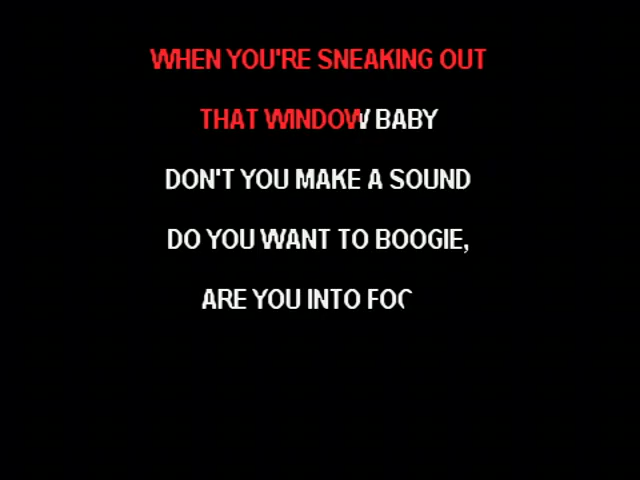 WHEN YOU'RE SNEAKING OUT
THAT WINDOW BABY
DON'T YOU MAKE A SOUND
DO YOU WANT TO BOOGIE,
ARE YOU INTO